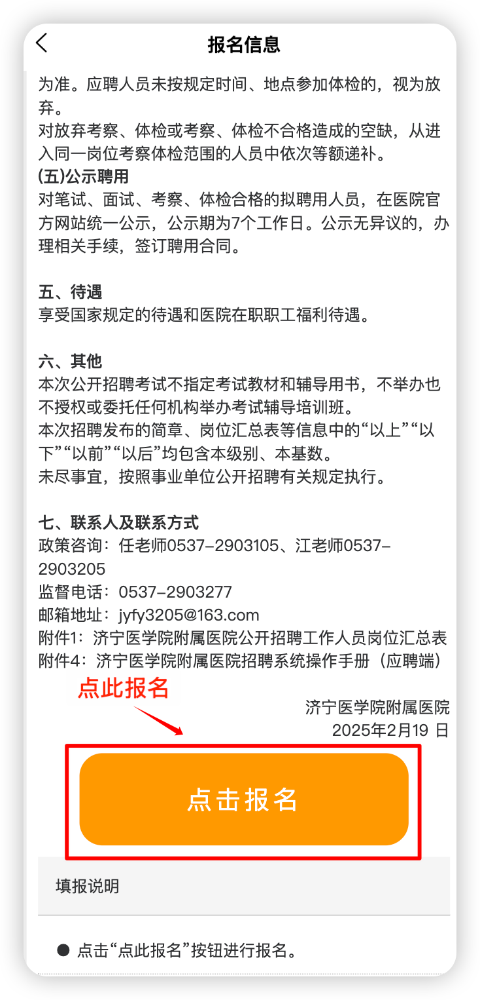 报名信息
为准。应聘人员未按规定时间、地点参加体检的，视为放
弃。
对放弃考察、体检或考察、体检不合格造成的空缺，从进
入同一岗位考察体检范围的人员中依次等额递补。
(五)公示聘用
对笔试、面试、考察、体检合格的拟聘用人员，在医院官
方网站统一公示，公示期为7个工作日。公示无异议的，办
理相关手续，签订聘用合同。
五、待遇
享受国家规定的待遇和医院在职职工福利待遇。
六、其他
本次公开招聘考试不指定考试教材和辅导用书，不举办也
不授权或委托任何机构举办考试辅导培训班。
本次招聘发布的简章、岗位汇总表等信息中的“以上”“以
下”“以前”“以后”均包含本级别、本基数。
未尽事宜，按照事业单位公开招聘有关规定执行。
七、联系人及联系方式
政策咨询：任老师0537-2903105、江老师0537-
2903205
监督电话：0537-2903277
邮箱地址：jyfy3205@163.com
附件1：济宁医学院附属医院公开招聘工作人员岗位汇总表
附件4：济宁医学院附属医院招聘系统操作手册（应聘端）
点此报名
济宁医学院附属医院
2025年2月19 日
点击报名
填报说明
● 点击“点此报名”按钮进行报名。